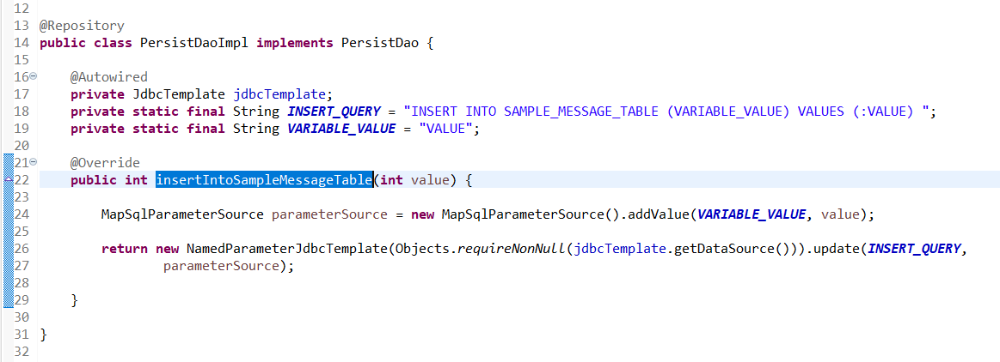 12
13 @Repository
14 public class PersistDaoImpl implements PersistDao {
15
16 @Autowired
17 private JdbcTemplate jdbcTemplate;
18 private static final String INSERT_QUERY = "INSERT INTO SAMPLE_MESSAGE_TABLE (VARIABLE_VALUE) VALUES (:VALUE) ";
19 private static final String VARIABLE_VALUE = "VALUE";
20
21 @Override
22 public int insertIntoSampleMessageTable(int value) {
23
24 MapSqlParameterSource parameterSource = new MapSqlParameterSource().addValue(VARIABLE_VALUE, value);
25
26 return new NamedParameterJdbcTemplate(Objects.requireNonNull(jdbcTemplate.getDataSource())).update(INSERT_QUERY,
27 parameterSource);
28
29 }
30
31 }
32